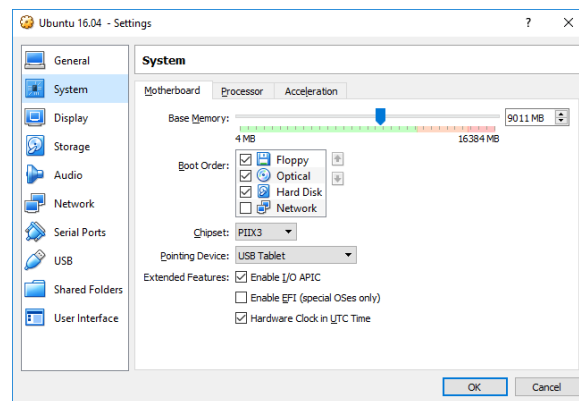 Ubuntu 16.04 - Settings
General
System
Display
Storage
Audio
Network
Serial Ports
USB
Shared Folders
User Interface
System
Motherboard Processor Acceleration
Base Memory: 9011 MB
4 MB 16384 MB
Boot Order: Floppy
Optical
Hard Disk
Network
Chipset: PIIX3
Pointing Device: USB Tablet
Extended Features: Enable I/O APIC
Enable EFI (special OSes only)
Hardware Clock in UTC Time
OK Cancel